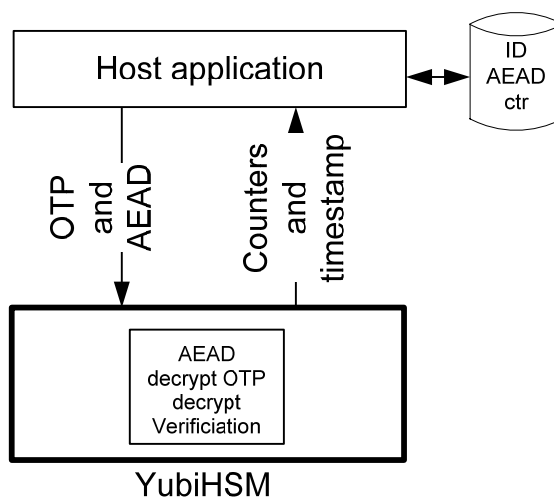 Host application
ID
AEAD
ctr
OTP
and
AEAD
Counters
and
timestamp
AEAD
decrypt OTP
decrypt
Verificiation
YubiHSM